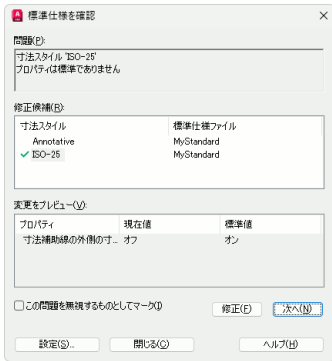 標準仕様を確認
問題(P):
寸法スタイル 'ISO-25'
プロパティは標準でありません
修正候補(R):
寸法スタイル 標準仕様ファイル
Annotative MyStandard
ISO-25 MyStandard
変更をプレビュー(V):
プロパティ 現在値 標準値
寸法補助線の外側の寸... オフ オン
この問題を無視するものとしてマーク(I)
修正(F) 次へ(N)
設定(S)... 閉じる(C) ヘルプ(H)